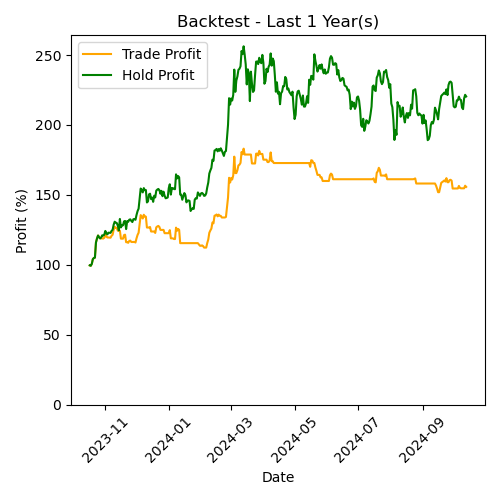 Backtest - Last 1 Year(s)
Trade Profit
Hold Profit
Profit (%)
250
200
150
100
50
0
2023-11
2024-01
2024-03
2024-05
2024-07
2024-09
Date